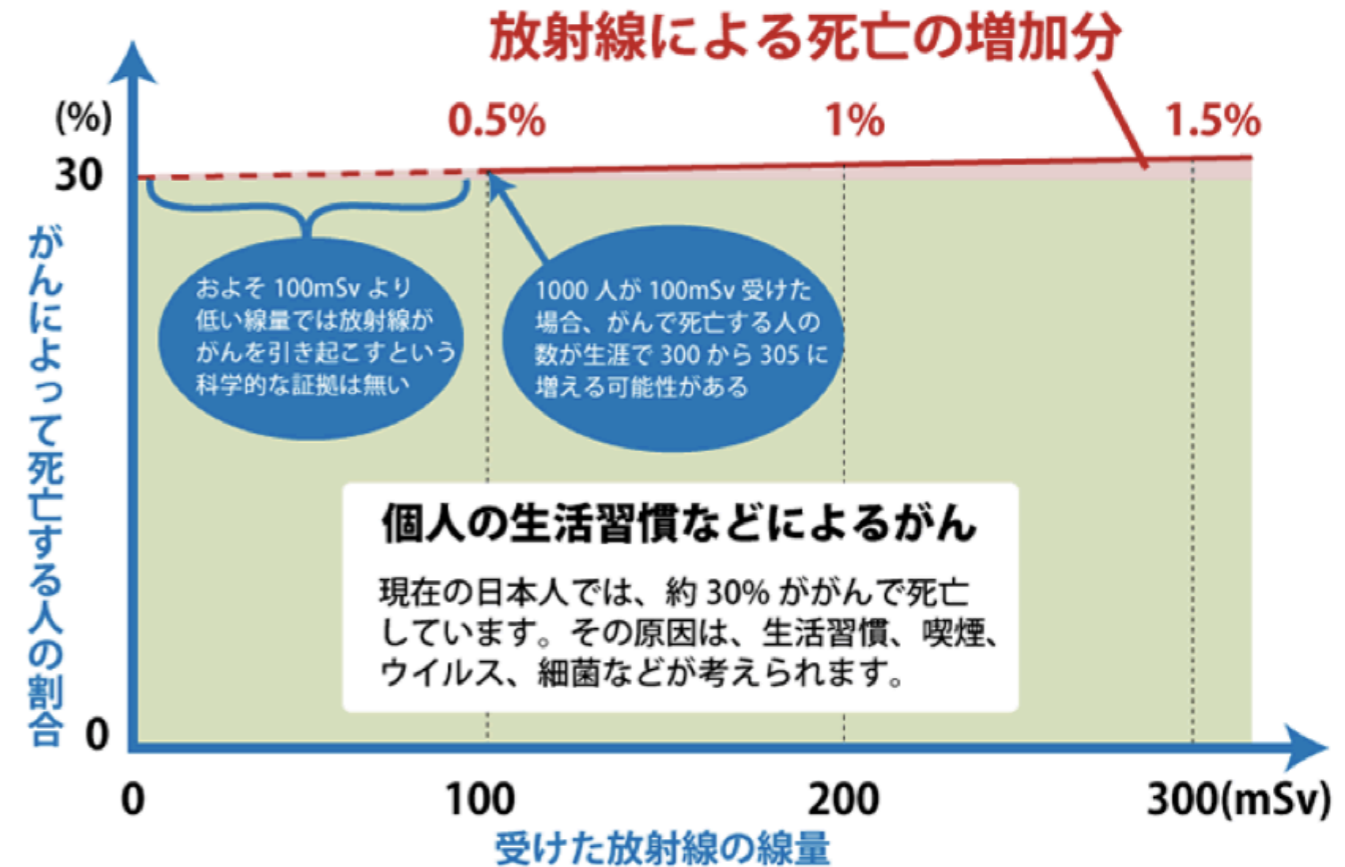 放射線による死亡の増加分
(%)
0.5%
1%
1.5%
30
がんによって死亡する人の割合
およそ 100mSv より
低い線量では放射線が
がんを引き起こすという
科学的な証拠は無い
1000 人が 100mSv 受けた
場合、がんで死亡する人の
数が生涯で 300 から 305 に
増える可能性がある
個人の生活習慣などによるがん
現在の日本人では、約 30% ががんで死亡
しています。その原因は、生活習慣、喫煙、
ウイルス、細菌などが考えられます。
0
0
100
200
300(mSv)
受けた放射線の線量